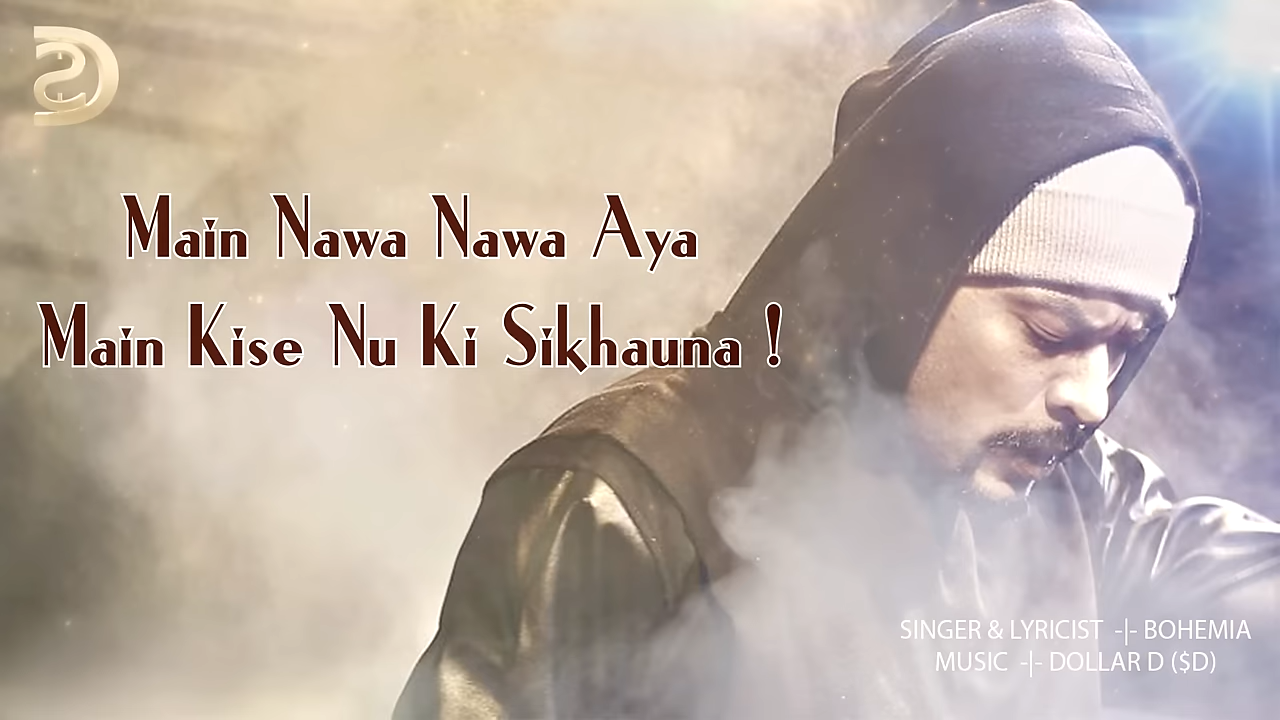 Main Nawa Nawa Aya
Main Kise Nu Ki Sikhauna !
SINGER & LYRICIST -|- BOHEMIA
MUSIC -|- DOLLAR D ($D)